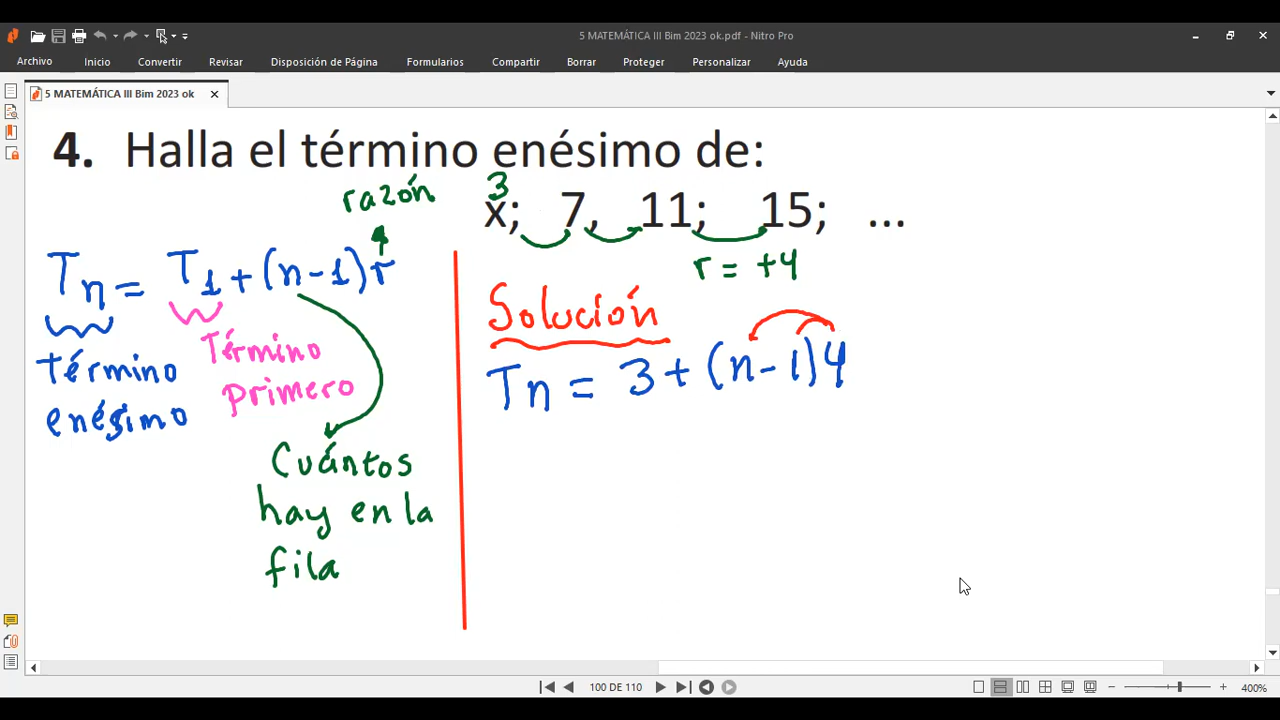 5 MATEMÁTICA III Bim 2023 ok.pdf - Nitro Pro
Archivo Inicio Convertir Revisar Disposición de Página Formularios Compartir Borrar Proteger Personalizar Ayuda
5 MATEMÁTICA III Bim 2023 ok
4. Halla el término enésimo de:
3
x; 7, 11; 15; ...
r = +4
razón
Tn = T1 + (n-1)r
término
enésimo
Término
primero
Cuántos
hay en la
fila
Solución
Tn = 3 + (n-1)4
100 DE 110
400%